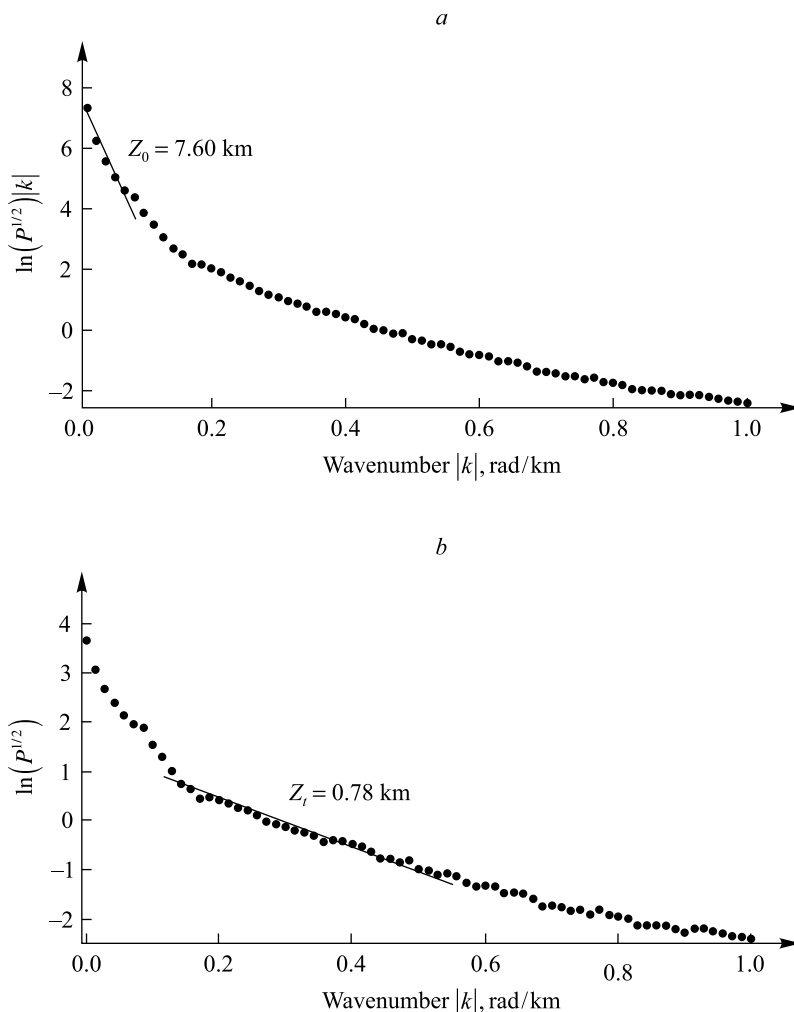 a
8
6
4
2
0
–2
ln(P^1/2)|k|
Z₀ = 7.60 km
0.0 0.2 0.4 0.6 0.8 1.0
Wavenumber |k|, rad/km
b
4
3
2
1
0
–1
–2
ln(P^1/2)
Zₜ = 0.78 km
0.0 0.2 0.4 0.6 0.8 1.0
Wavenumber |k|, rad/km